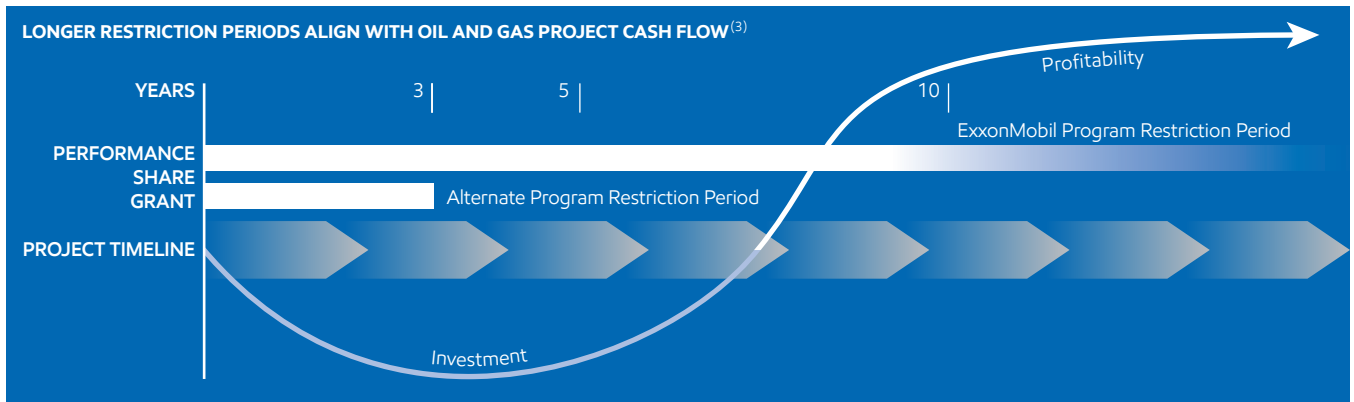 LONGER RESTRICTION PERIODS ALIGN WITH OIL AND GAS PROJECT CASH FLOW(3)
Profitability
YEARS
3
5
10
ExxonMobil Program Restriction Period
PERFORMANCE
SHARE
GRANT
Alternate Program Restriction Period
PROJECT TIMELINE
Investment